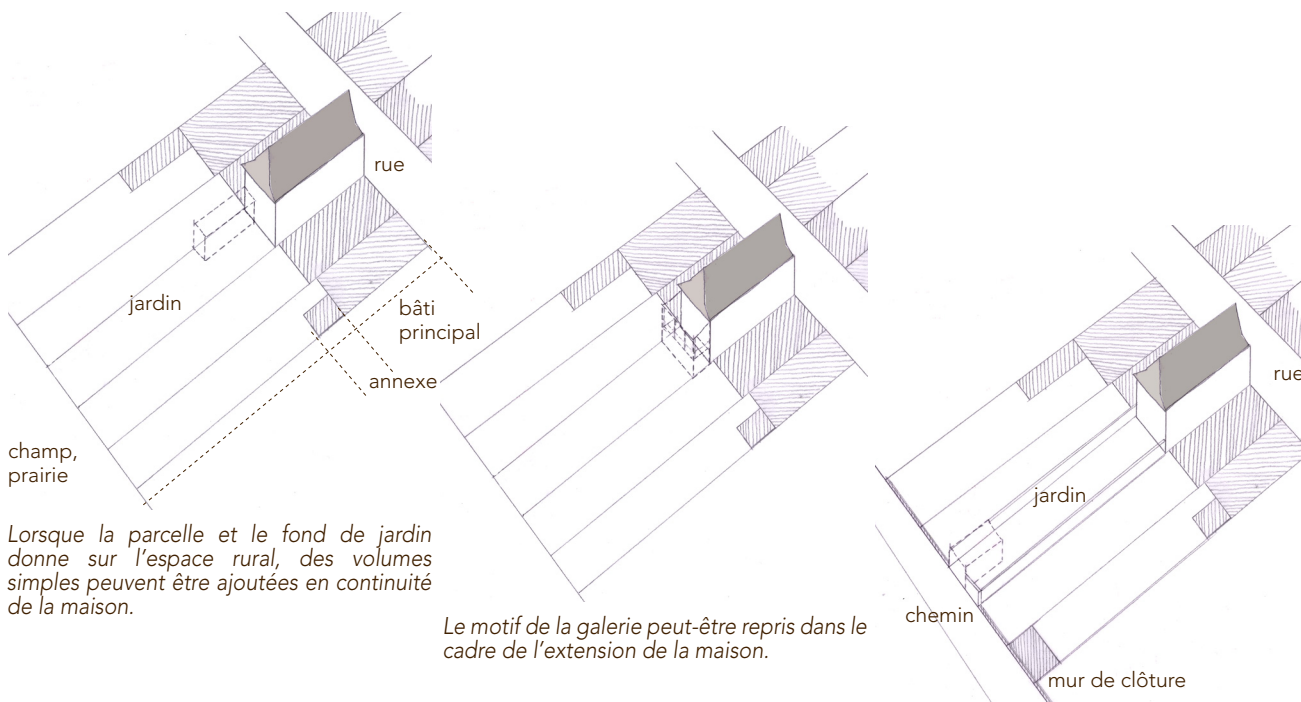 rue
jardin
bâti
principal
annexe
champ,
prairie
Lorsque la parcelle et le fond de jardin
donne sur l'espace rural, des volumes
simples peuvent être ajoutées en continuité
de la maison.
Le motif de la galerie peut-être repris dans le
cadre de l'extension de la maison.
rue
jardin
chemin
mur de clôture